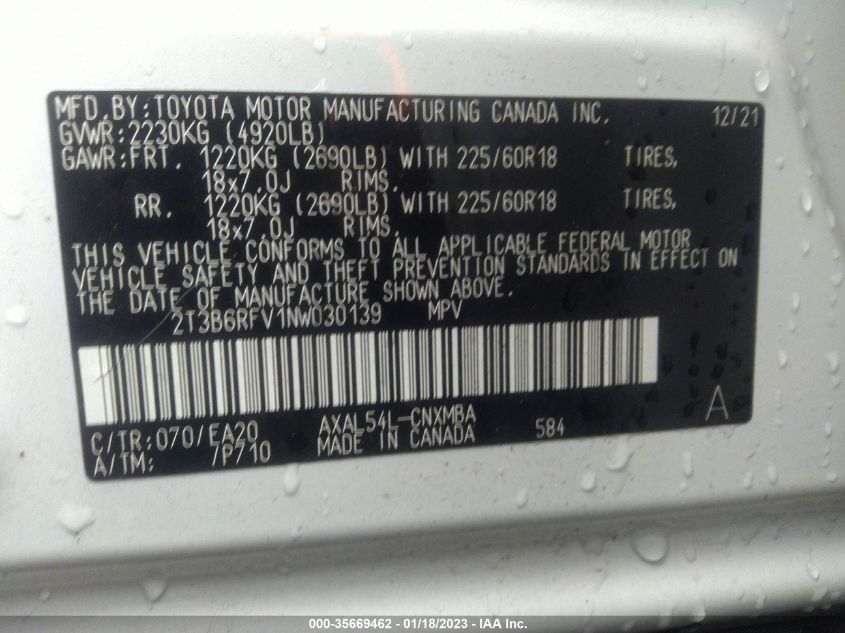 MFD.BY:TOYOTA MOTOR MANUFACTURING CANADA INC. 12/21
GVWR:2230KG (4920LB)
GAWR:FRT. 1220KG (2690LB) WITH 225/60R18 TIRES,
18x7.0J RIMS.
RR. 1220KG (2690LB) WITH 225/60R18 TIRES,
18x7.0J RIMS.
THIS VEHICLE CONFORMS TO ALL APPLICABLE FEDERAL MOTOR
VEHICLE SAFETY AND THEFT PREVENTION STANDARDS IN EFFECT ON
THE DATE OF MANUFACTURE SHOWN ABOVE.
2T3B6RFV1NW030139 MPV
A
C/TR:070/EA20 AXAL54L-CNXMBA 584
A/TM: /P710 MADE IN CANADA
000-35669462 - 01/18/2023 - IAA Inc.